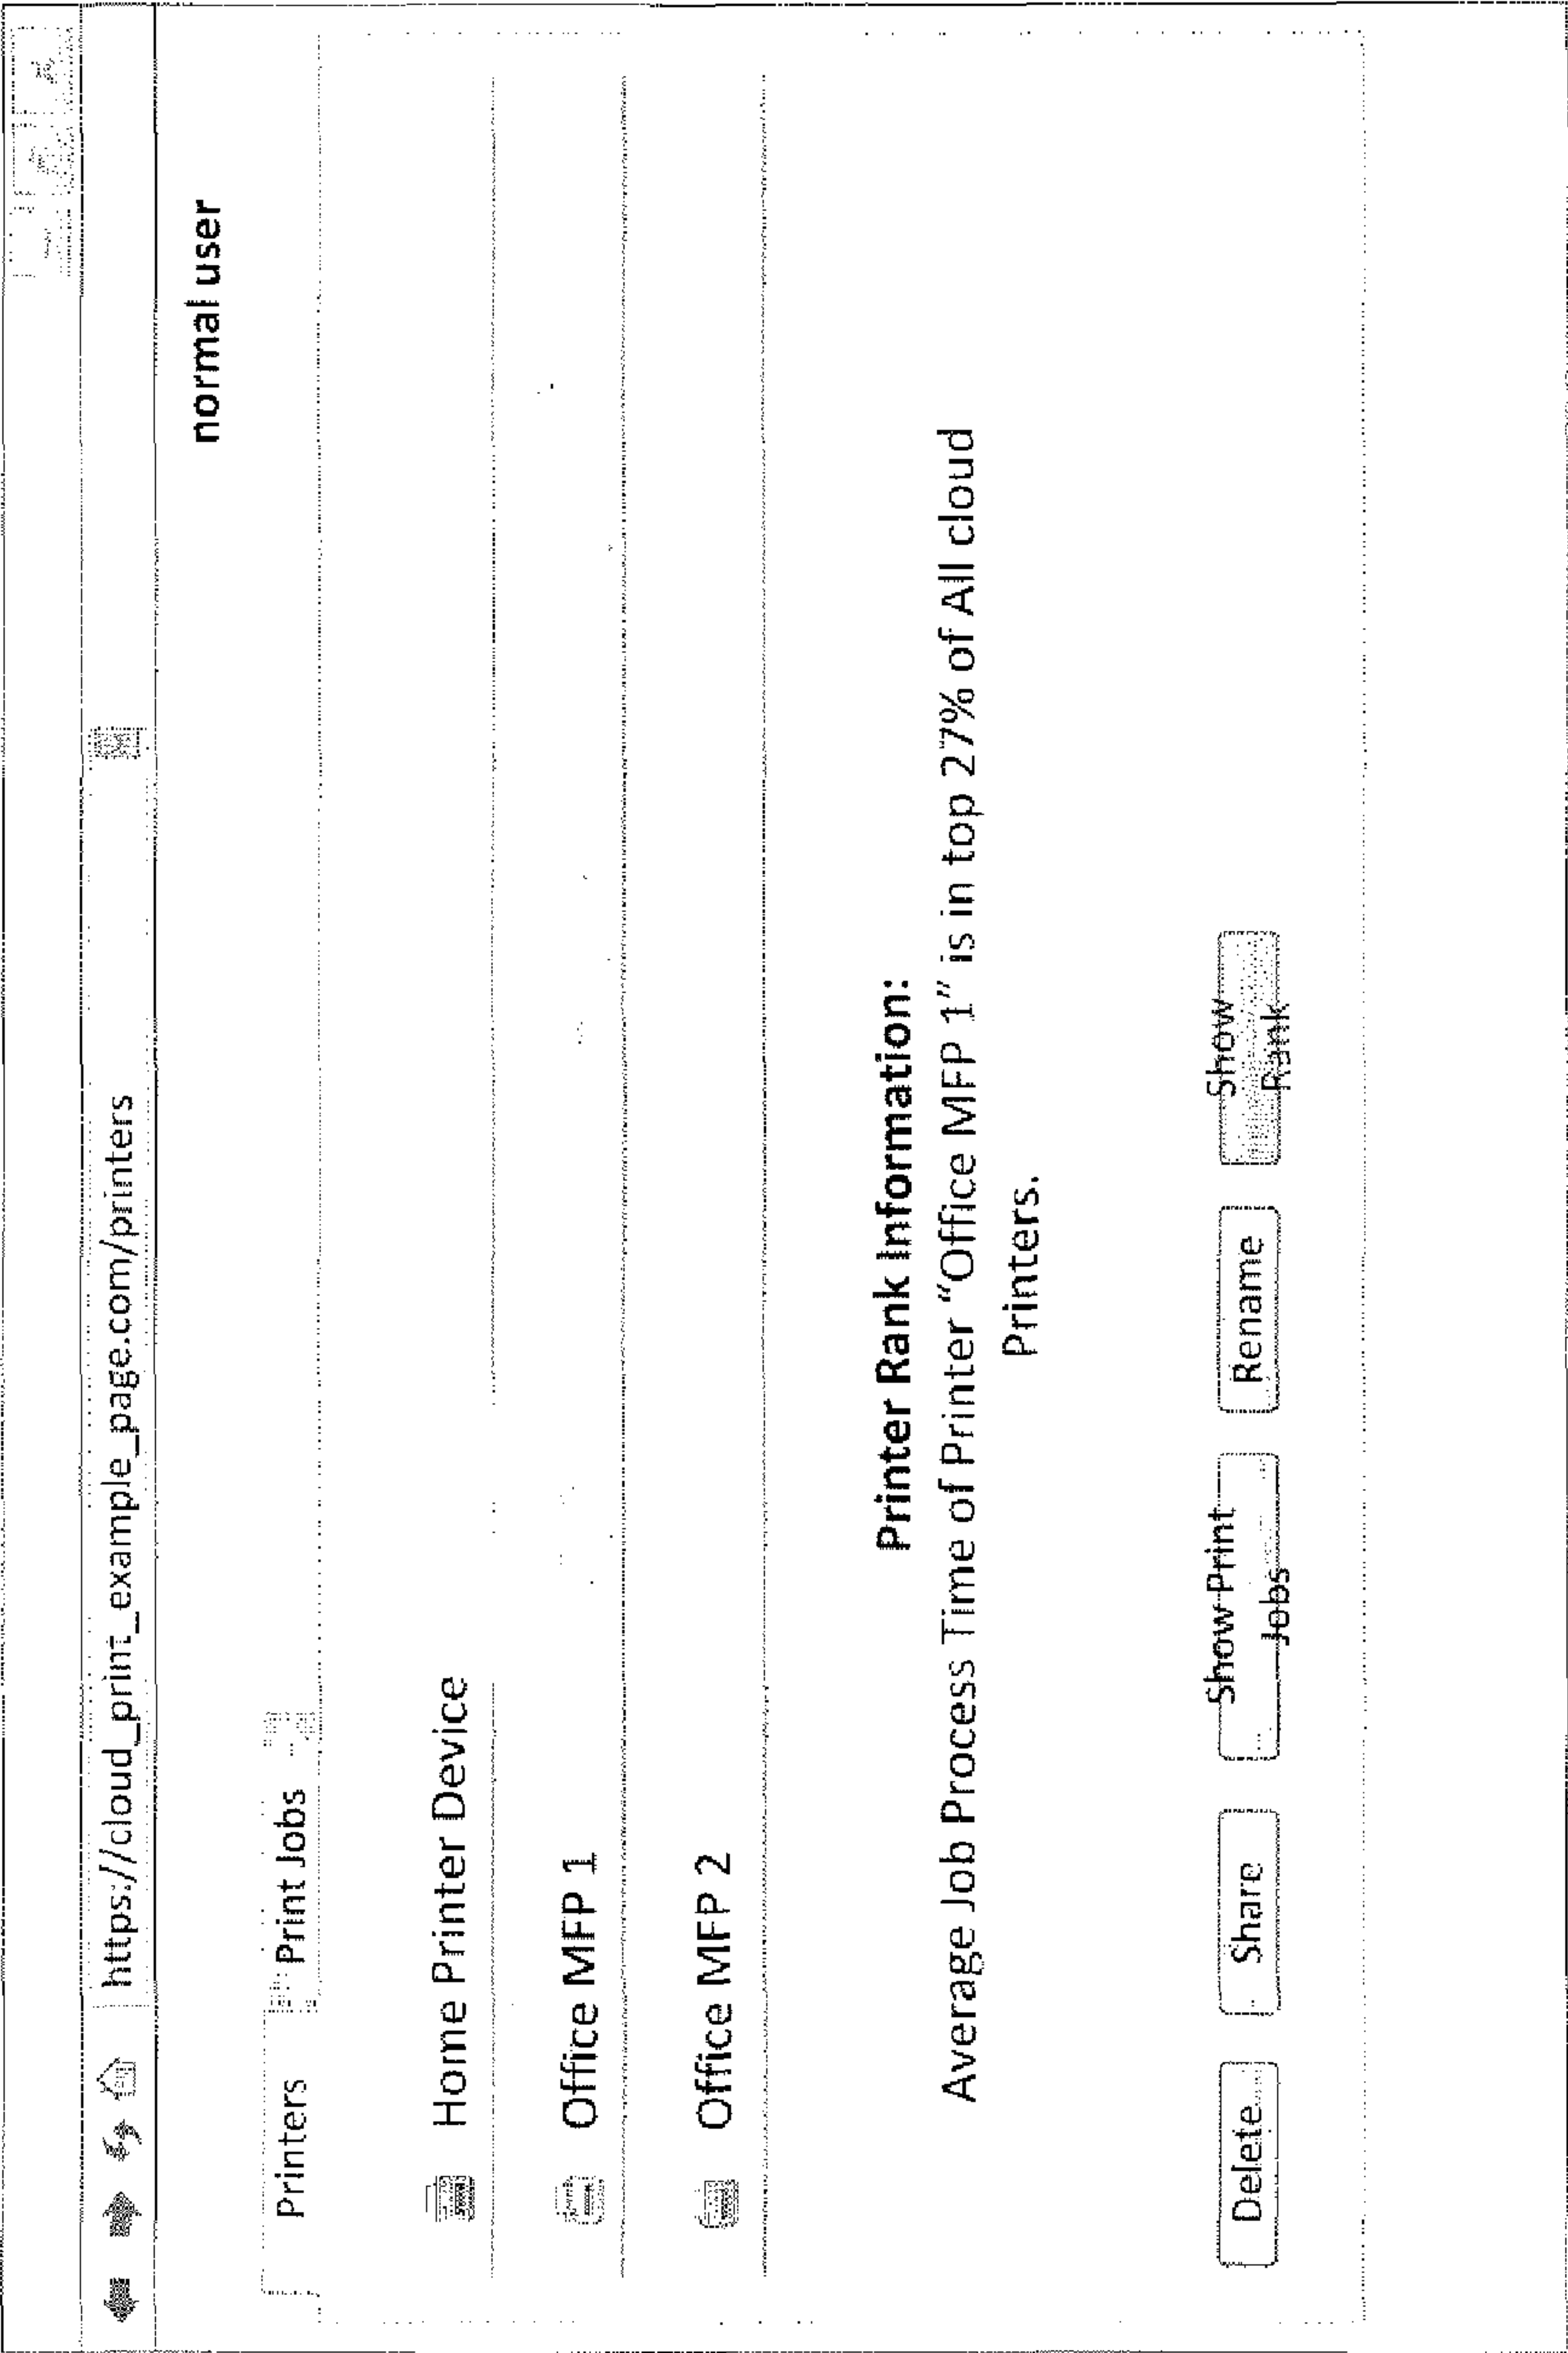 https://cloud_print_example_page.com/printers
normal user
Printers
Print Jobs
Home Printer Device
Office MFP 1
Office MFP 2
Printer Rank Information:
Average Job Process Time of Printer “Office MFP 1” is in top 27% of All cloud
Printers.
Delete
Share
Show Print
Jobs
Rename
Show
Rank